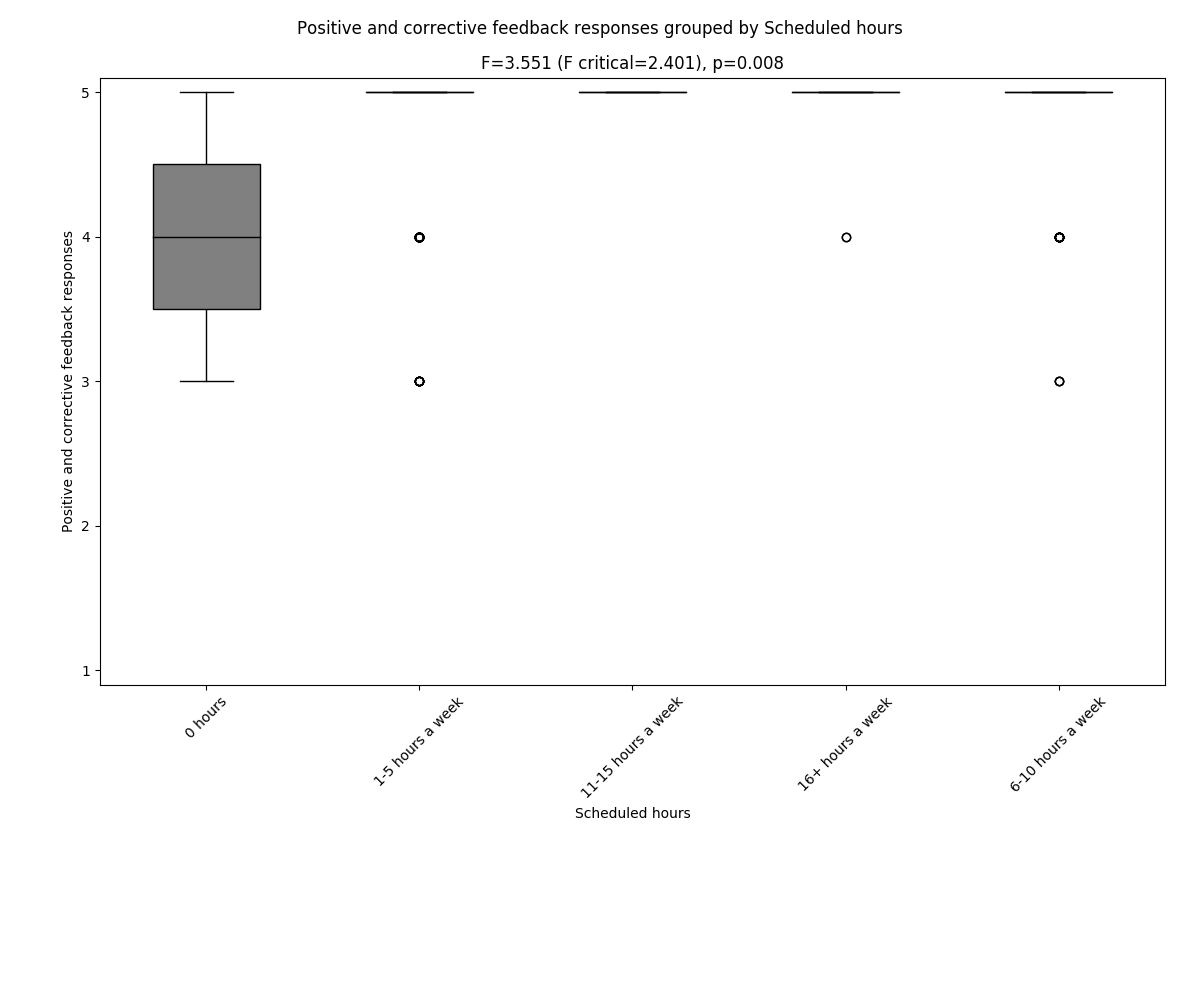 Positive and corrective feedback responses grouped by Scheduled hours
F=3.551 (F critical=2.401), p=0.008
Positive and corrective feedback responses
5
4
3
2
1
0 hours
1-5 hours a week
11-15 hours a week
16+ hours a week
6-10 hours a week
Scheduled hours